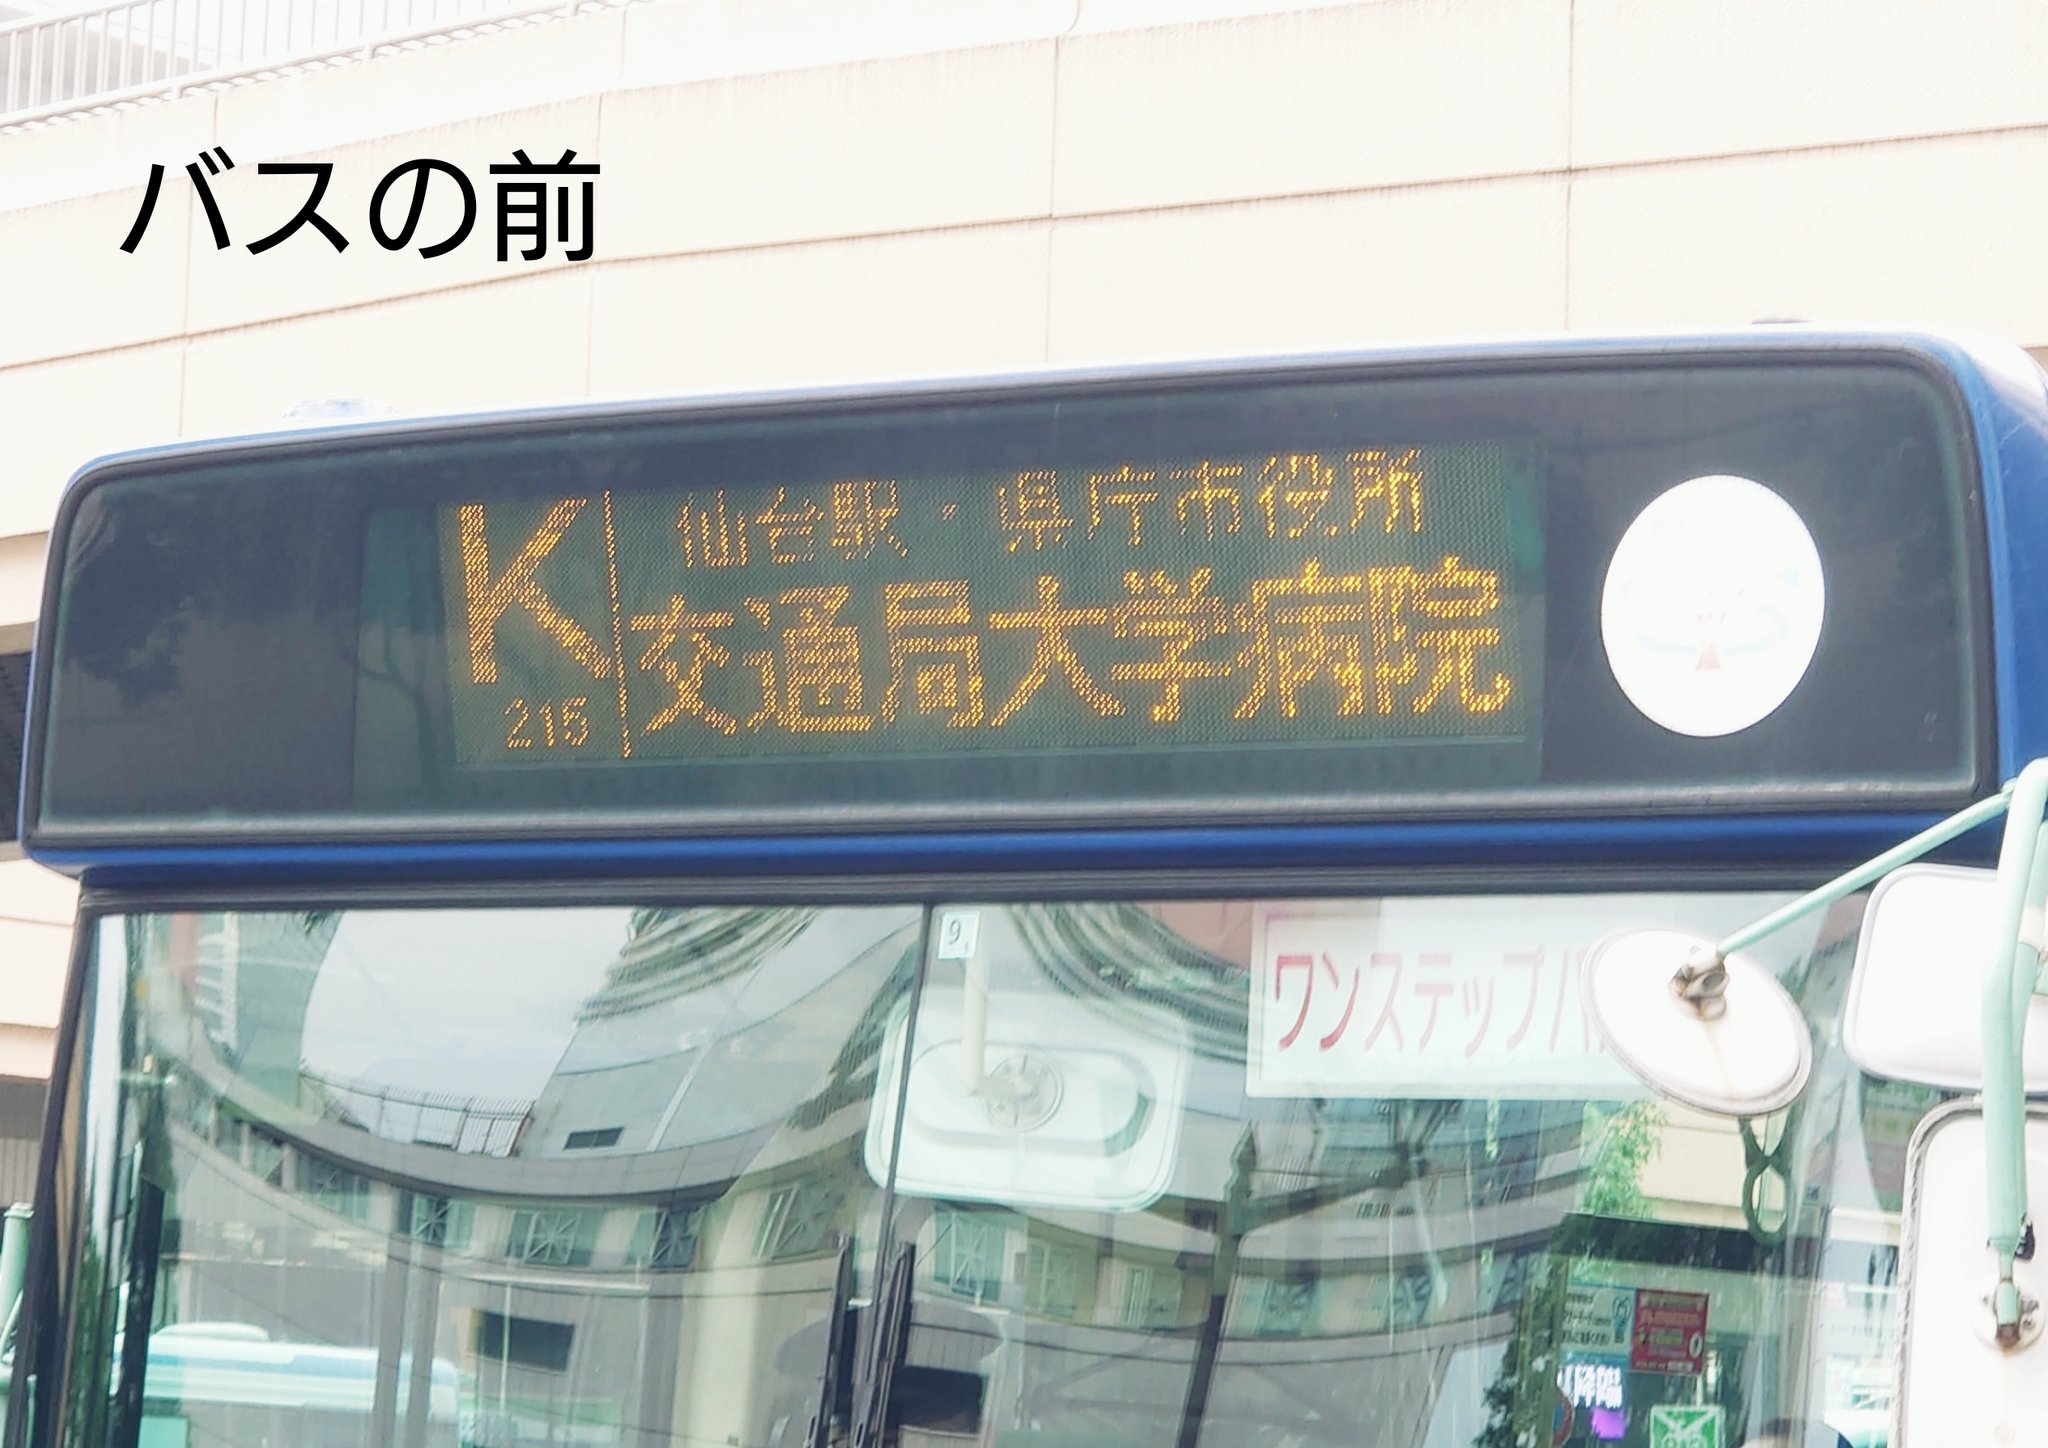 バスの前
K
仙台駅・県庁市役所
交通局大学病院
215
9
ワンステップバ